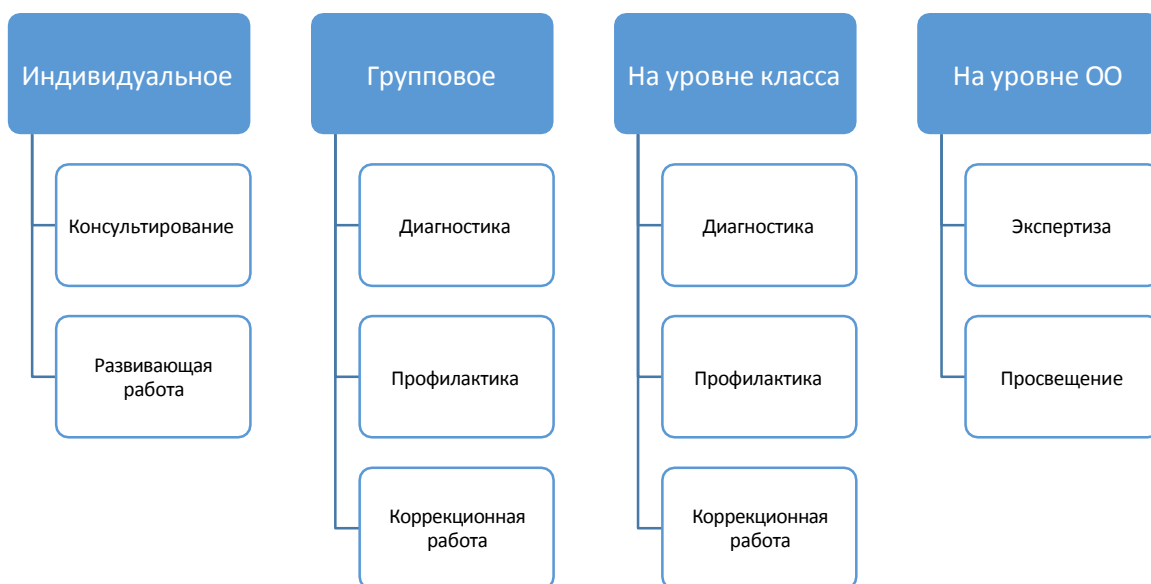 Индивидуальное
Консультирование
Развивающая
работа
Групповое
Диагностика
Профилактика
Коррекционная
работа
На уровне класса
Диагностика
Профилактика
Коррекционная
работа
На уровне ОО
Экспертиза
Просвещение